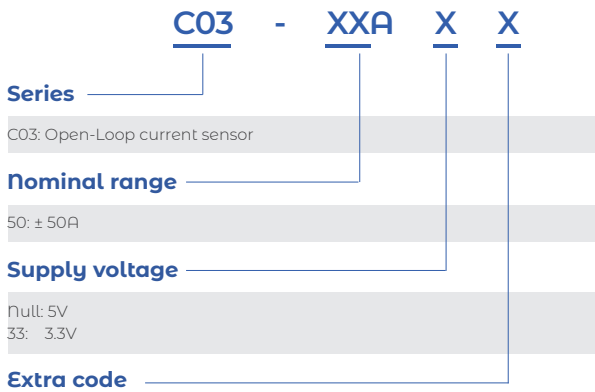 C03 - XXA X X
Series
C03: Open-Loop current sensor
Nominal range
50: ± 50A
Supply voltage
Null: 5V
33: 3.3V
Extra code